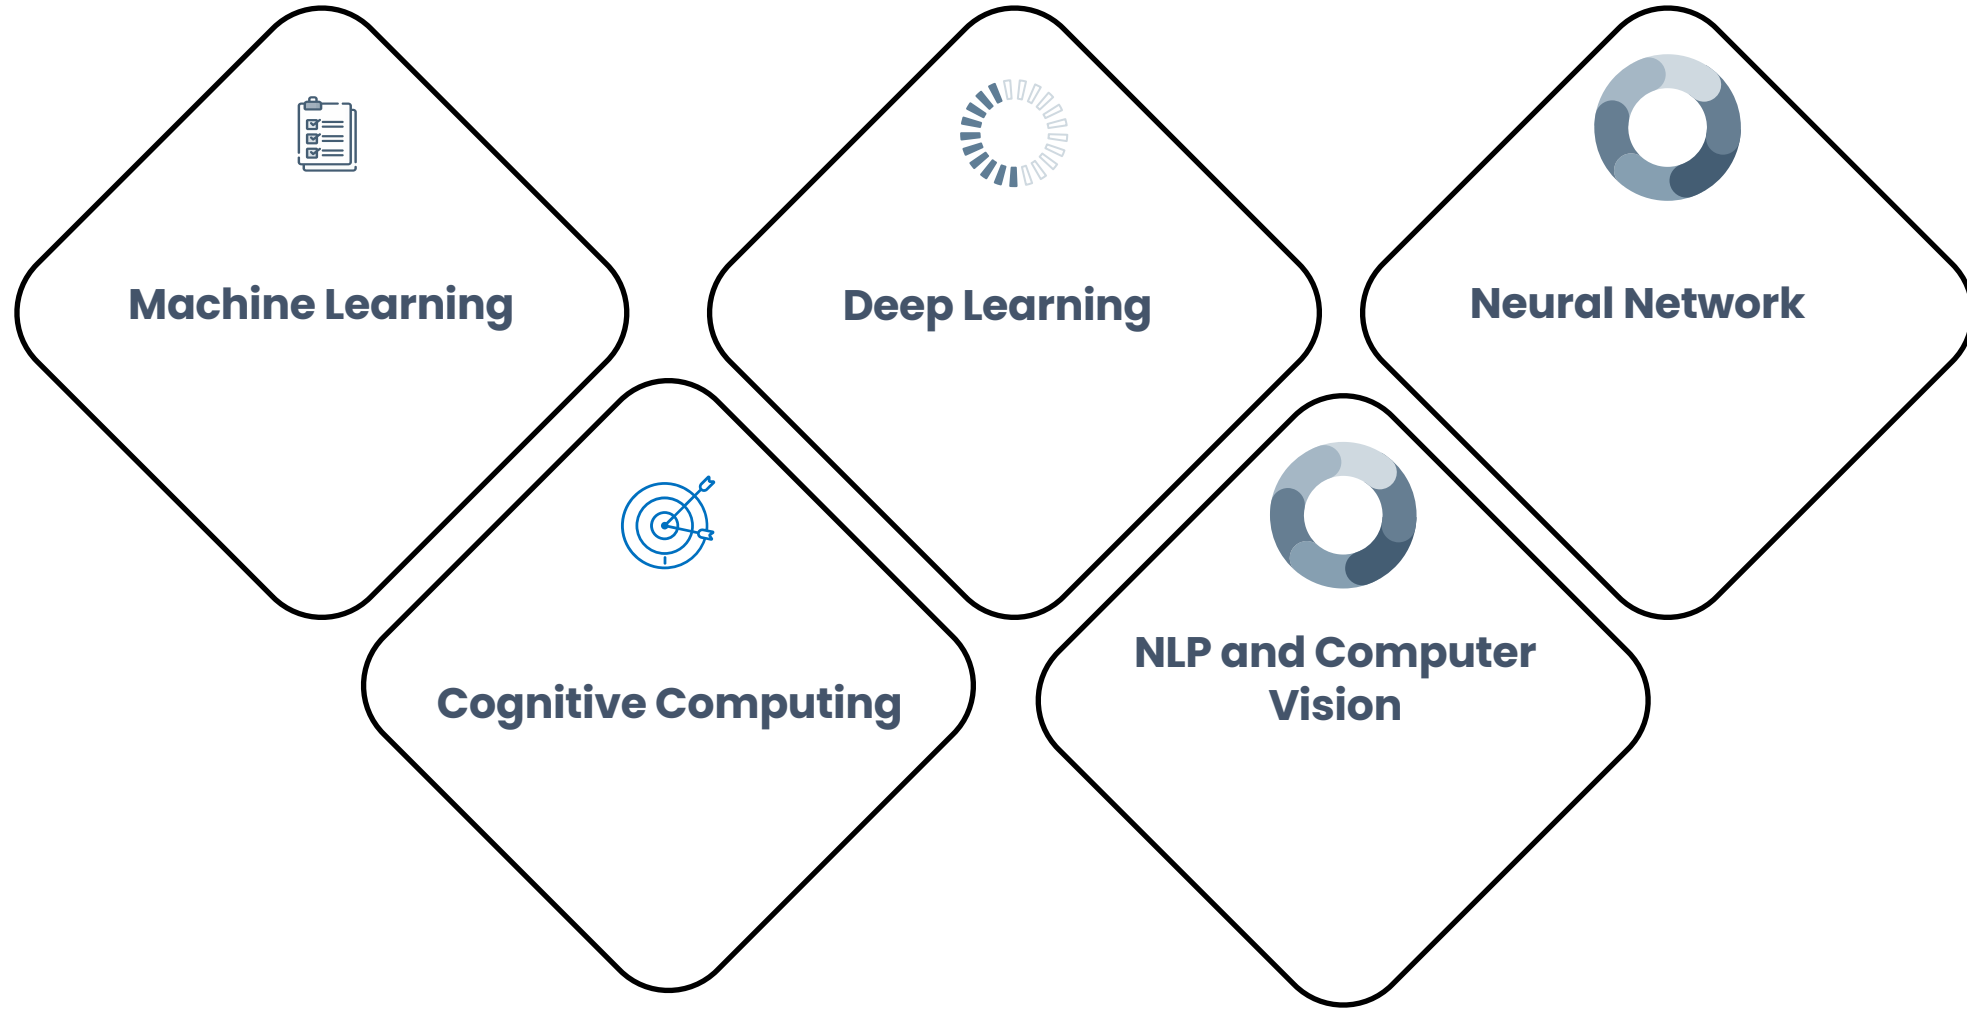 Machine Learning
Deep Learning
Neural Network
Cognitive Computing
NLP and Computer
Vision